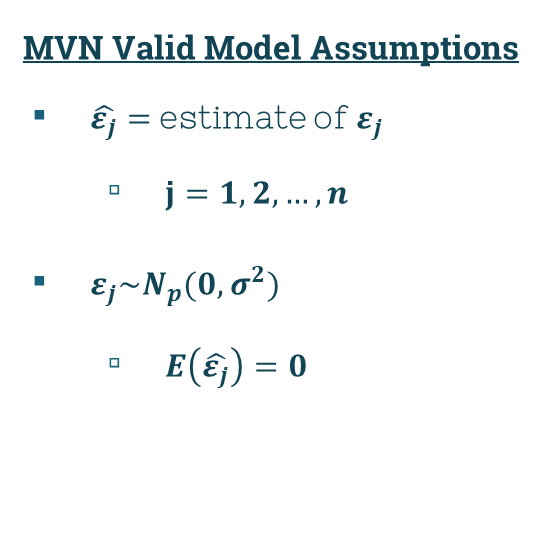 MVN Valid Model Assumptions
▪ ε̂ⱼ = estimate of εⱼ
▫ j = 1, 2, … , n
▪ εⱼ~Nₚ(0, σ²)
▫ E(ε̂ⱼ) = 0